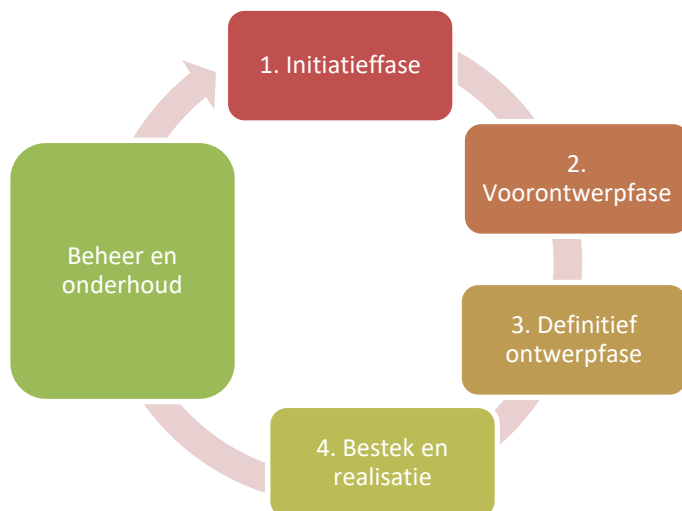 1. Initiatieffase
2.
Voorontwerpfase
3. Definitief
ontwerpfase
4. Bestek en
realisatie
Beheer en
onderhoud